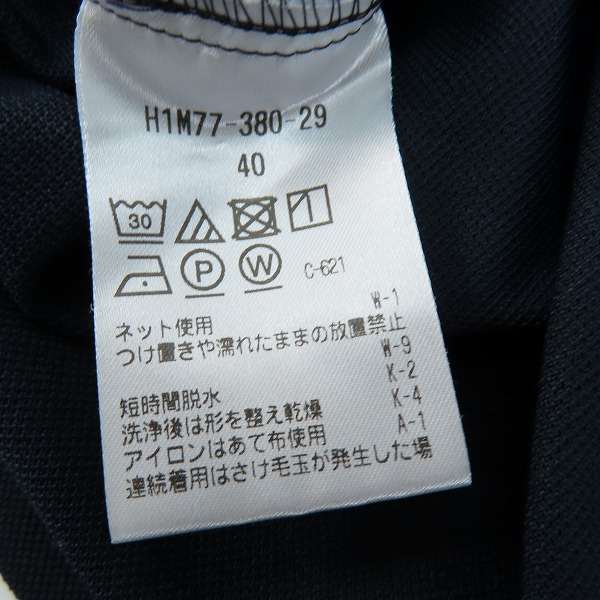 H1M77-380-29
40
30
P W C-621
W-1
ネット使用
つけ置きや濡れたままの放置禁止
W-9
K-2
短時間脱水
K-4
洗浄後は形を整え乾燥
A-1
アイロンはあて布使用
連続着用はさけ毛玉が発生した場